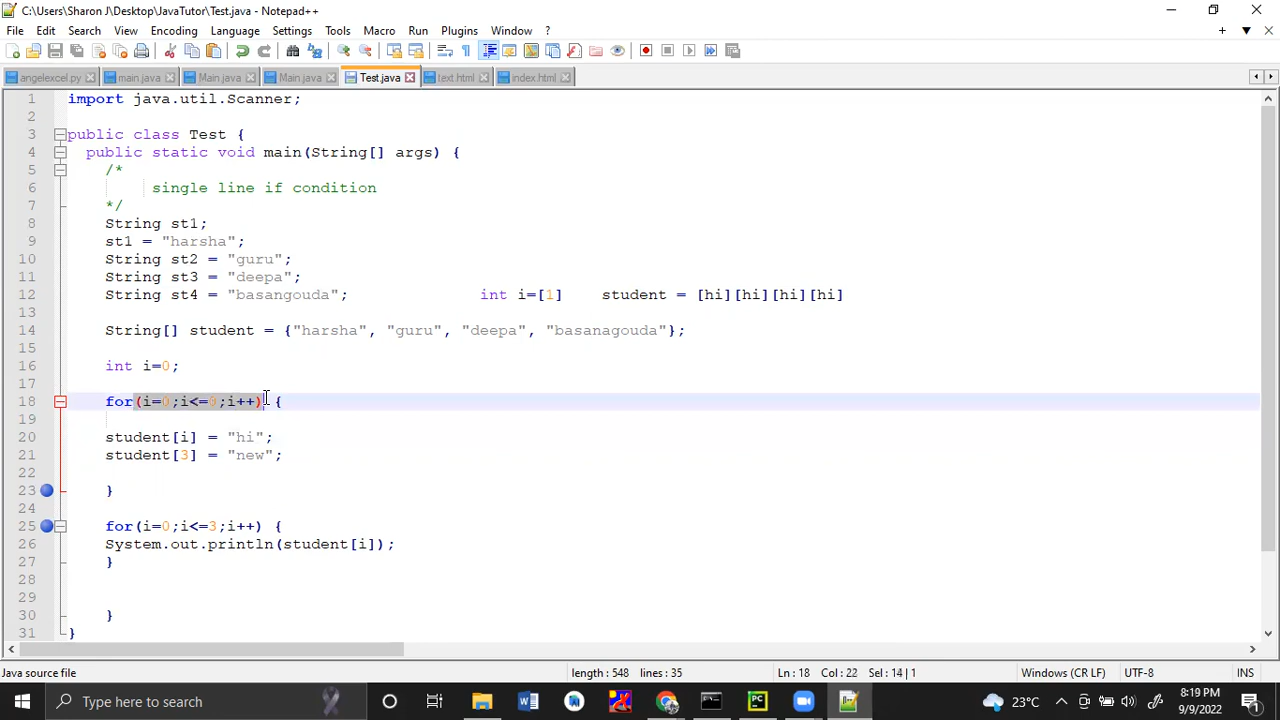 C:\Users\Sharon J\Desktop\JavaTutor\Test.java - Notepad++
File Edit Search View Encoding Language Settings Tools Macro Run Plugins Window ?
angelexcel.py main.java Main.java Main.java Test.java text.html index.html
1 import java.util.Scanner;
2
3 public class Test {
4 public static void main(String[] args) {
5 /*
6 single line if condition
7 */
8 String st1;
9 st1 = "harsha";
10 String st2 = "guru";
11 String st3 = "deepa";
12 String st4 = "basangouda"; int i=[1] student = [hi][hi][hi][hi]
13
14 String[] student = {"harsha", "guru", "deepa", "basanagouda"};
15
16 int i=0;
17
18 for(i=0;i<=0;i++) {
19
20 student[i] = "hi";
21 student[3] = "new";
22
23 }
24
25 for(i=0;i<=3;i++) {
26 System.out.println(student[i]);
27 }
28
29
30 }
31 }
Java source file length : 548 lines : 35 Ln : 18 Col : 22 Sel : 14 | 1 Windows (CR LF) UTF-8 INS
Type here to search 23°C 8:19 PM
9/9/2022